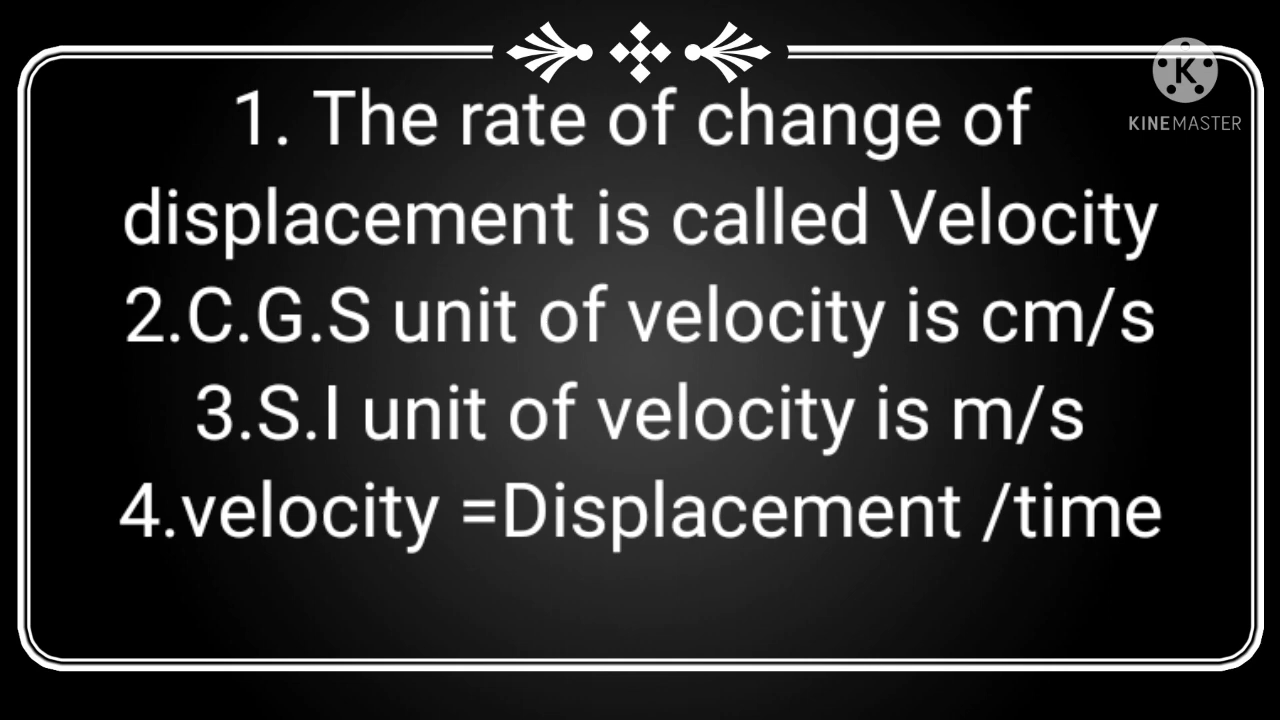 1. The rate of change of
displacement is called Velocity
2.C.G.S unit of velocity is cm/s
3.S.I unit of velocity is m/s
4.velocity =Displacement /time
K
KINEMASTER